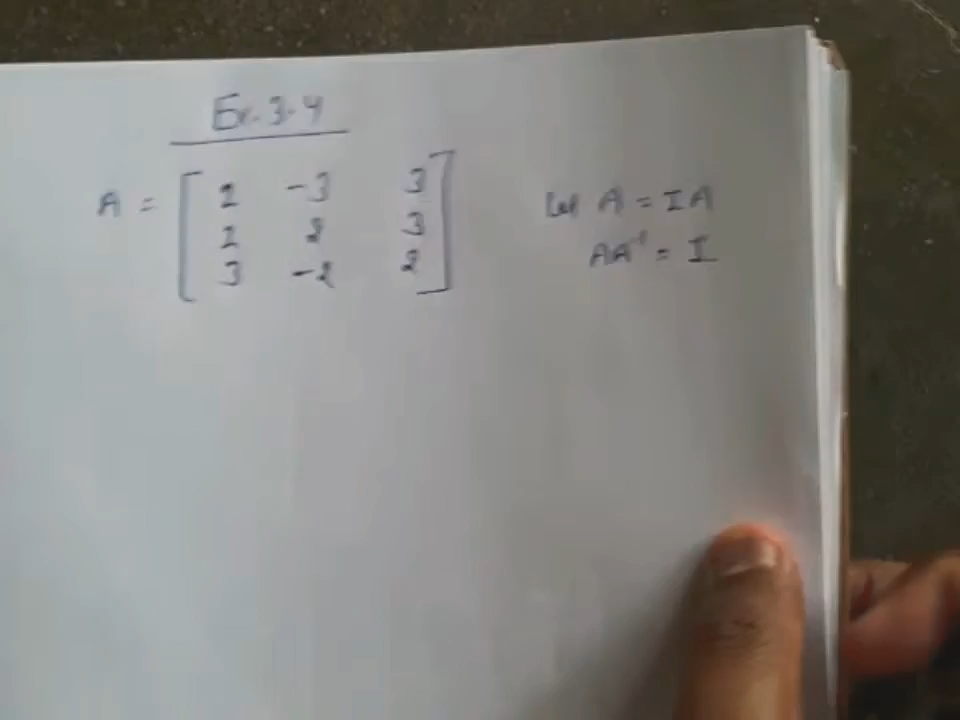 Ex. 3.4
A = [ 2 -3 3
2 2 3
3 -2 2 ]
Let A = IA
AA⁻¹ = I